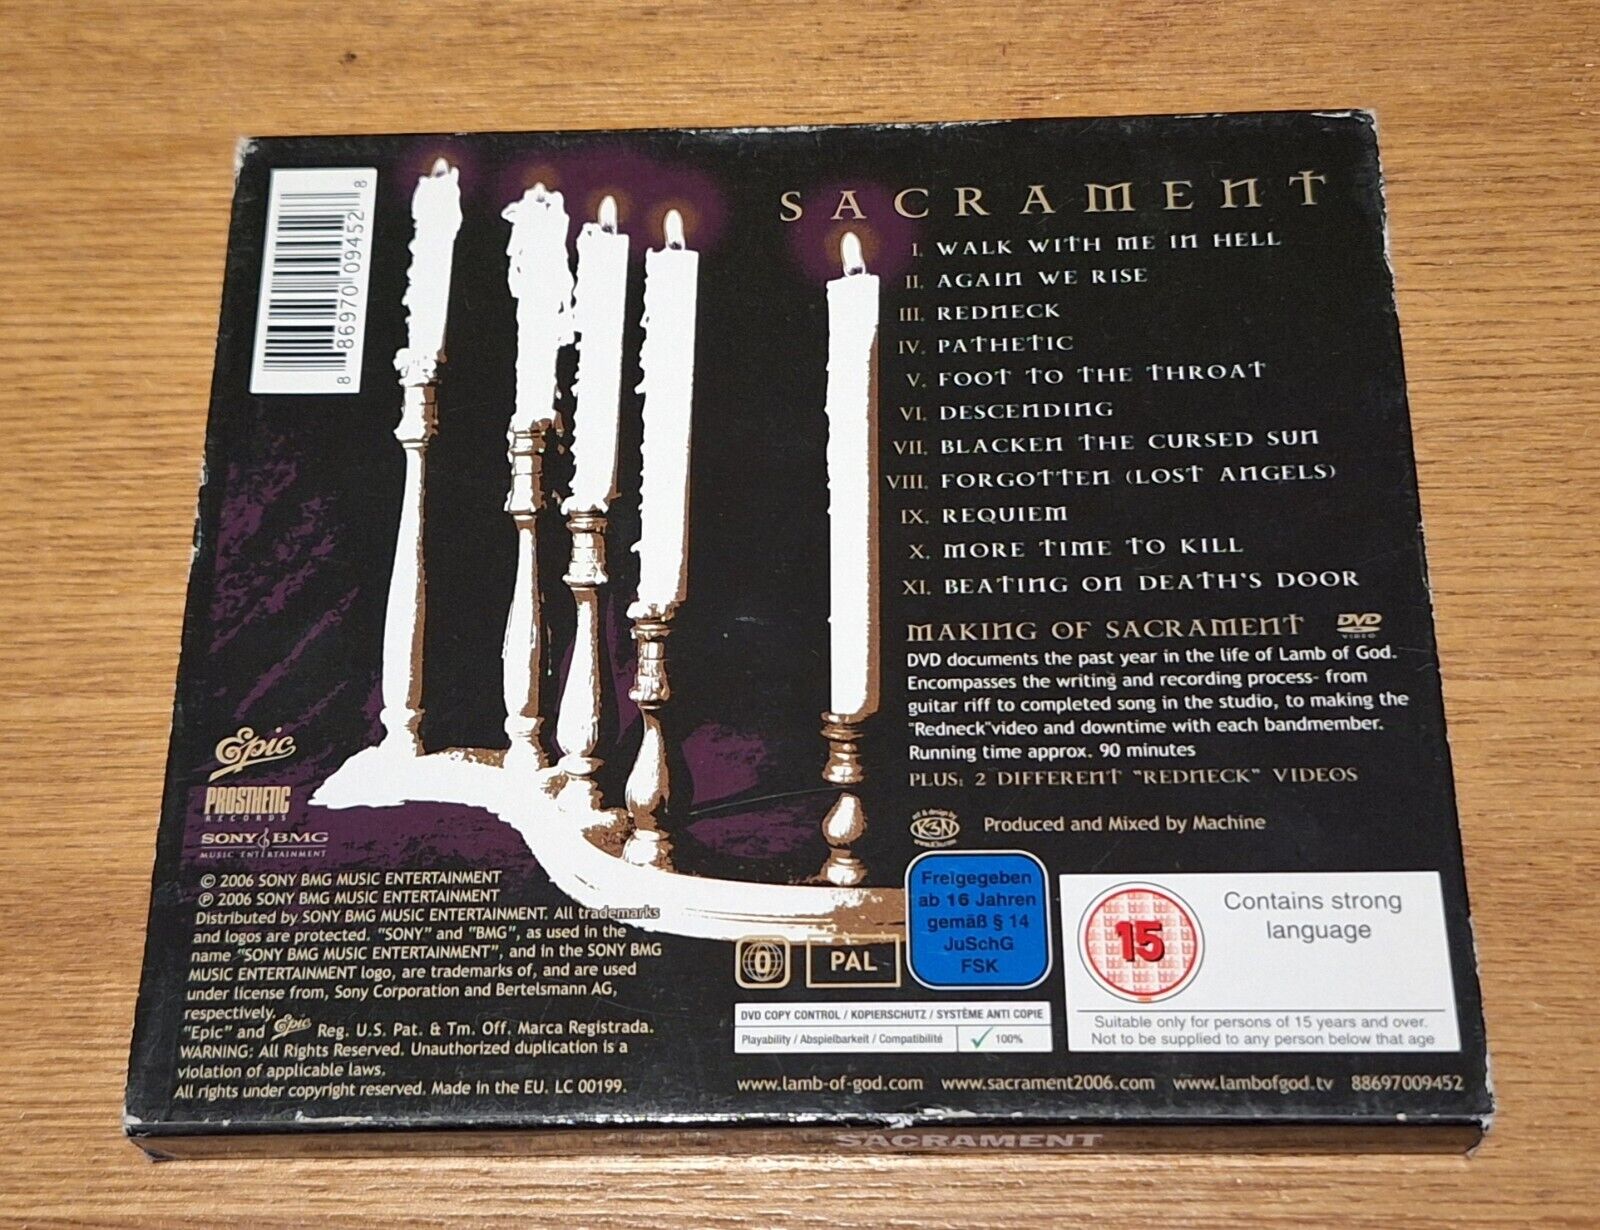 SACRAMENT
I. WALK WITH ME IN HELL
II. AGAIN WE RISE
III. REDNECK
IV. PATHETIC
V. FOOT TO THE THROAT
VI. DESCENDING
VII. BLACKEN THE CURSED SUN
VIII. FORGOTTEN (LOST ANGELS)
IX. REQUIEM
X. MORE TIME TO KILL
XI. BEATING ON DEATH'S DOOR
MAKING OF SACRAMENT DVD VIDEO
DVD documents the past year in the life of Lamb of God.
Encompasses the writing and recording process- from
guitar riff to completed song in the studio, to making the
"Redneck"video and downtime with each bandmember.
Running time approx. 90 minutes
PLUS: 2 DIFFERENT "REDNECK" VIDEOS
art & design by
K3N
Produced and Mixed by Machine
8 86970 09452 8
Epic
PROSTHETIC
RECORDS
SONY BMG
MUSIC ENTERTAINMENT
© 2006 SONY BMG MUSIC ENTERTAINMENT
℗ 2006 SONY BMG MUSIC ENTERTAINMENT
Distributed by SONY BMG MUSIC ENTERTAINMENT. All trademarks
and logos are protected. "SONY" and "BMG", as used in the
name "SONY BMG MUSIC ENTERTAINMENT", and in the SONY BMG
MUSIC ENTERTAINMENT logo, are trademarks of, and are used
under license from, Sony Corporation and Bertelsmann AG,
respectively.
"Epic" and Epic Reg. U.S. Pat. & Tm. Off. Marca Registrada.
WARNING: All Rights Reserved. Unauthorized duplication is a
violation of applicable laws.
All rights under copyright reserved. Made in the EU. LC 00199.
0
PAL
Freigegeben
ab 16 Jahren
gemäß § 14
JuSchG
FSK
15
Contains strong
language
Suitable only for persons of 15 years and over.
Not to be supplied to any person below that age
DVD COPY CONTROL / KOPIERSCHUTZ / SYSTÈME ANTI COPIE
Playability / Abspielbarkeit / Compatibilité ✓ 100%
www.lamb-of-god.com www.sacrament2006.com www.lambofgod.tv 88697009452
SACRAMENT